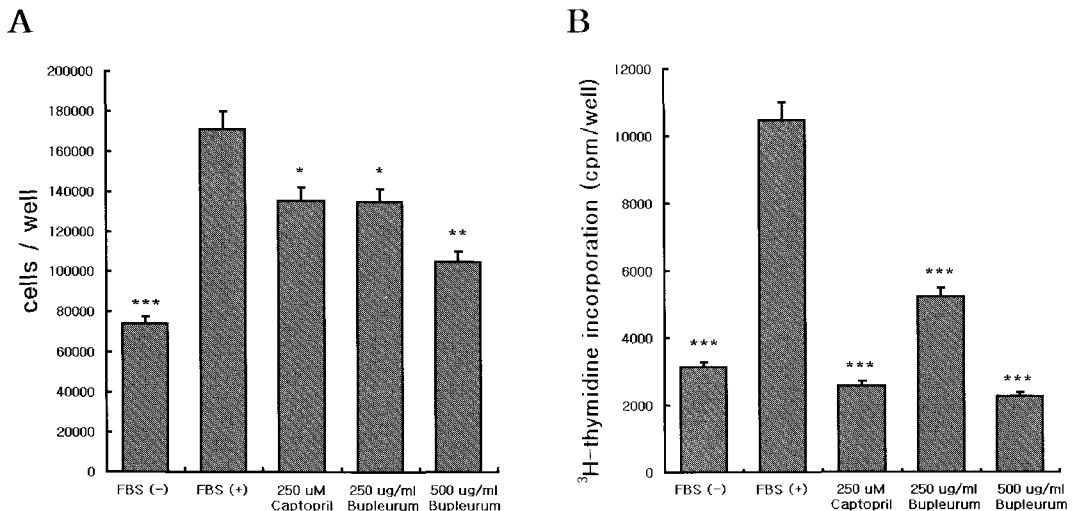 A
cells / well
200000
180000
160000
140000
120000
100000
80000
60000
40000
20000
0
***
*
*
**
FBS (-)
FBS (+)
250 uM
Captopril
250 ug/ml
Bupleurum
500 ug/ml
Bupleurum
B
³H-thymidine incorporation (cpm/well)
12000
10000
8000
6000
4000
2000
0
***
***
***
***
FBS (-)
FBS (+)
250 uM
Captopril
250 ug/ml
Bupleurum
500 ug/ml
Bupleurum